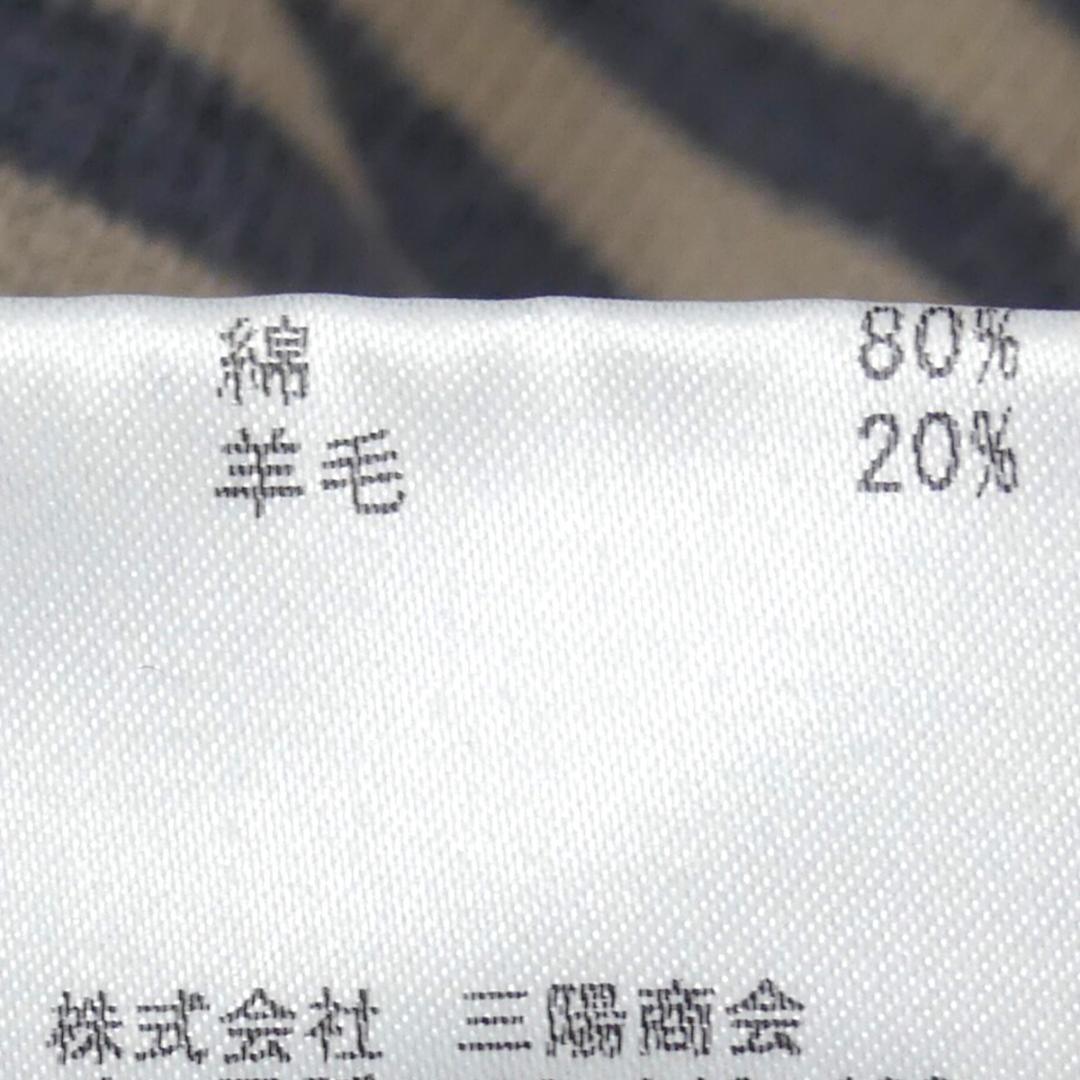 綿 80%
羊毛 20%
株式会社 三陽商会